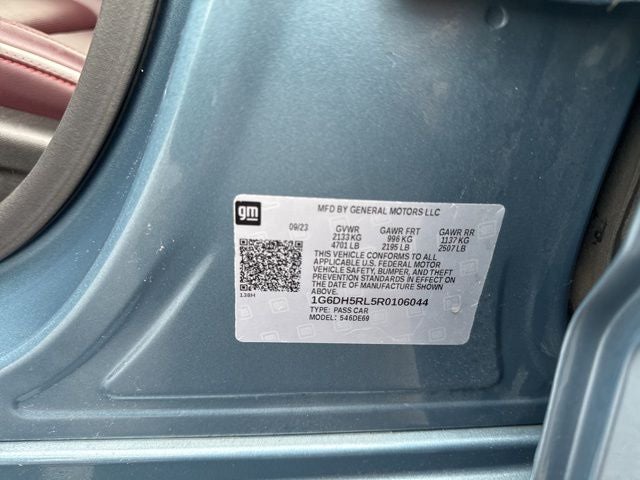 gm
MFD BY GENERAL MOTORS LLC
09/23 GVWR GAWR FRT GAWR RR
2133 KG 996 KG 1137 KG
4701 LB 2195 LB 2507 LB
THIS VEHICLE CONFORMS TO ALL
APPLICABLE U.S. FEDERAL MOTOR
VEHICLE SAFETY, BUMPER, AND THEFT
PREVENTION STANDARDS IN EFFECT ON
THE DATE OF MANUFACTURE SHOWN
ABOVE.
138H
1G6DH5RL5R0106044
TYPE: PASS CAR
MODEL: 546DE69